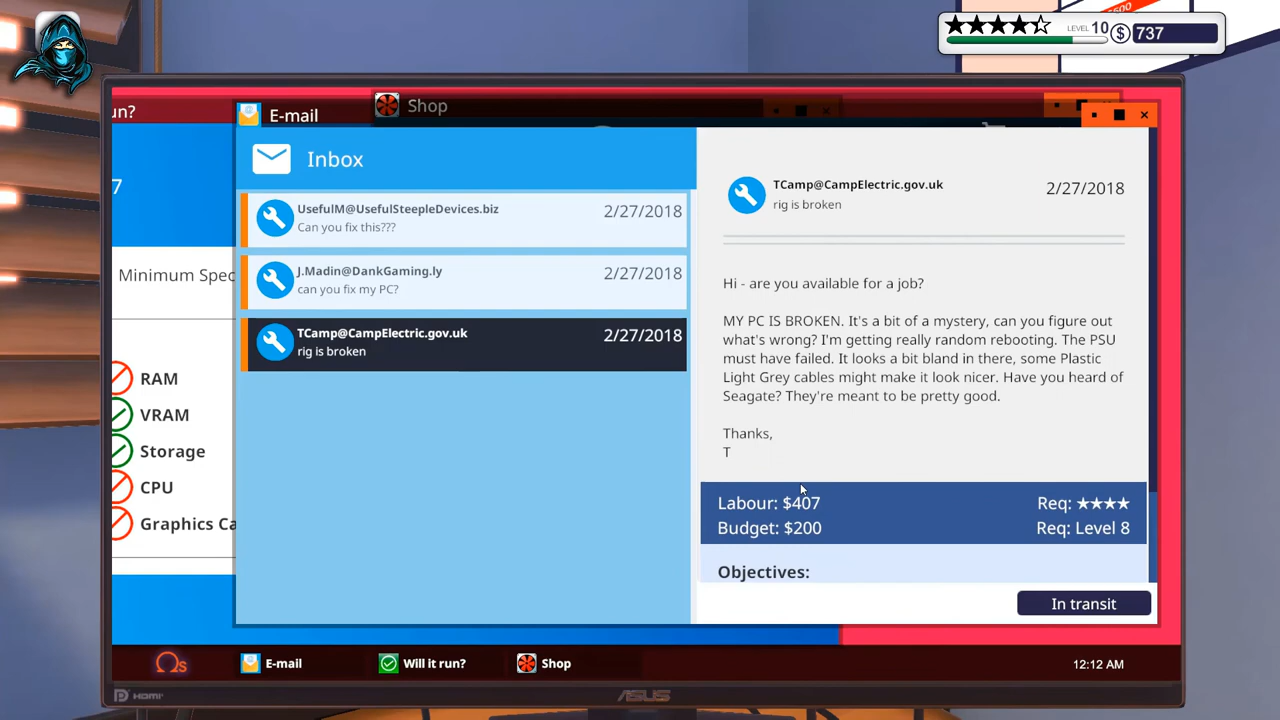 500
LEVEL 10
$ 737
un?
Shop
E-mail
7
Inbox
TCamp@CampElectric.gov.uk
2/27/2018
rig is broken
UsefulM@UsefulSteepleDevices.biz
2/27/2018
Can you fix this???
J.Madin@DankGaming.ly
2/27/2018
can you fix my PC?
TCamp@CampElectric.gov.uk
2/27/2018
rig is broken
Minimum Spec
RAM
VRAM
Storage
CPU
Graphics Ca
Hi - are you available for a job?
MY PC IS BROKEN. It's a bit of a mystery, can you figure out
what's wrong? I'm getting really random rebooting. The PSU
must have failed. It looks a bit bland in there, some Plastic
Light Grey cables might make it look nicer. Have you heard of
Seagate? They're meant to be pretty good.
Thanks,
T
Labour: $407
Req: ★★★★
Budget: $200
Req: Level 8
Objectives:
In transit
Ωs
E-mail
Will it run?
Shop
12:12 AM
HDMI
ASUS